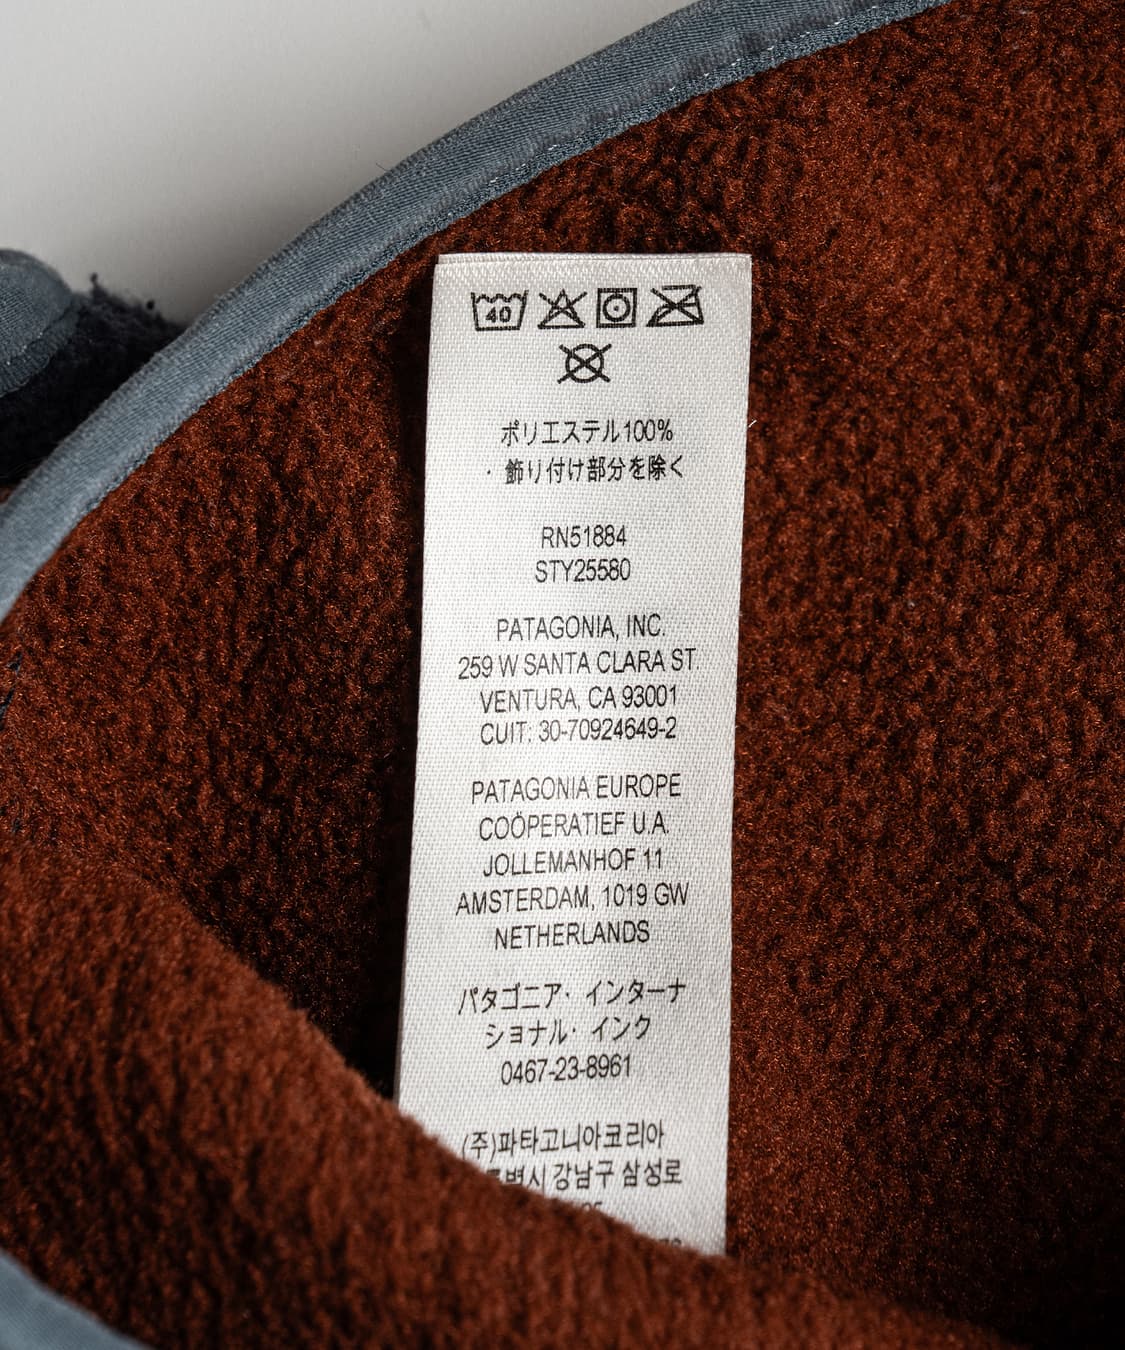 40
ポリエステル100%
・飾り付け部分を除く
RN51884
STY25580
PATAGONIA, INC.
259 W SANTA CLARA ST
VENTURA, CA 93001
CUIT: 30-70924649-2
PATAGONIA EUROPE
COÖPERATIEF U.A.
JOLLEMANHOF 11
AMSTERDAM, 1019 GW
NETHERLANDS
パタゴニア・インターナ
ショナル・インク
0467-23-8961
(주)파타고니아코리아
강남구 삼성로